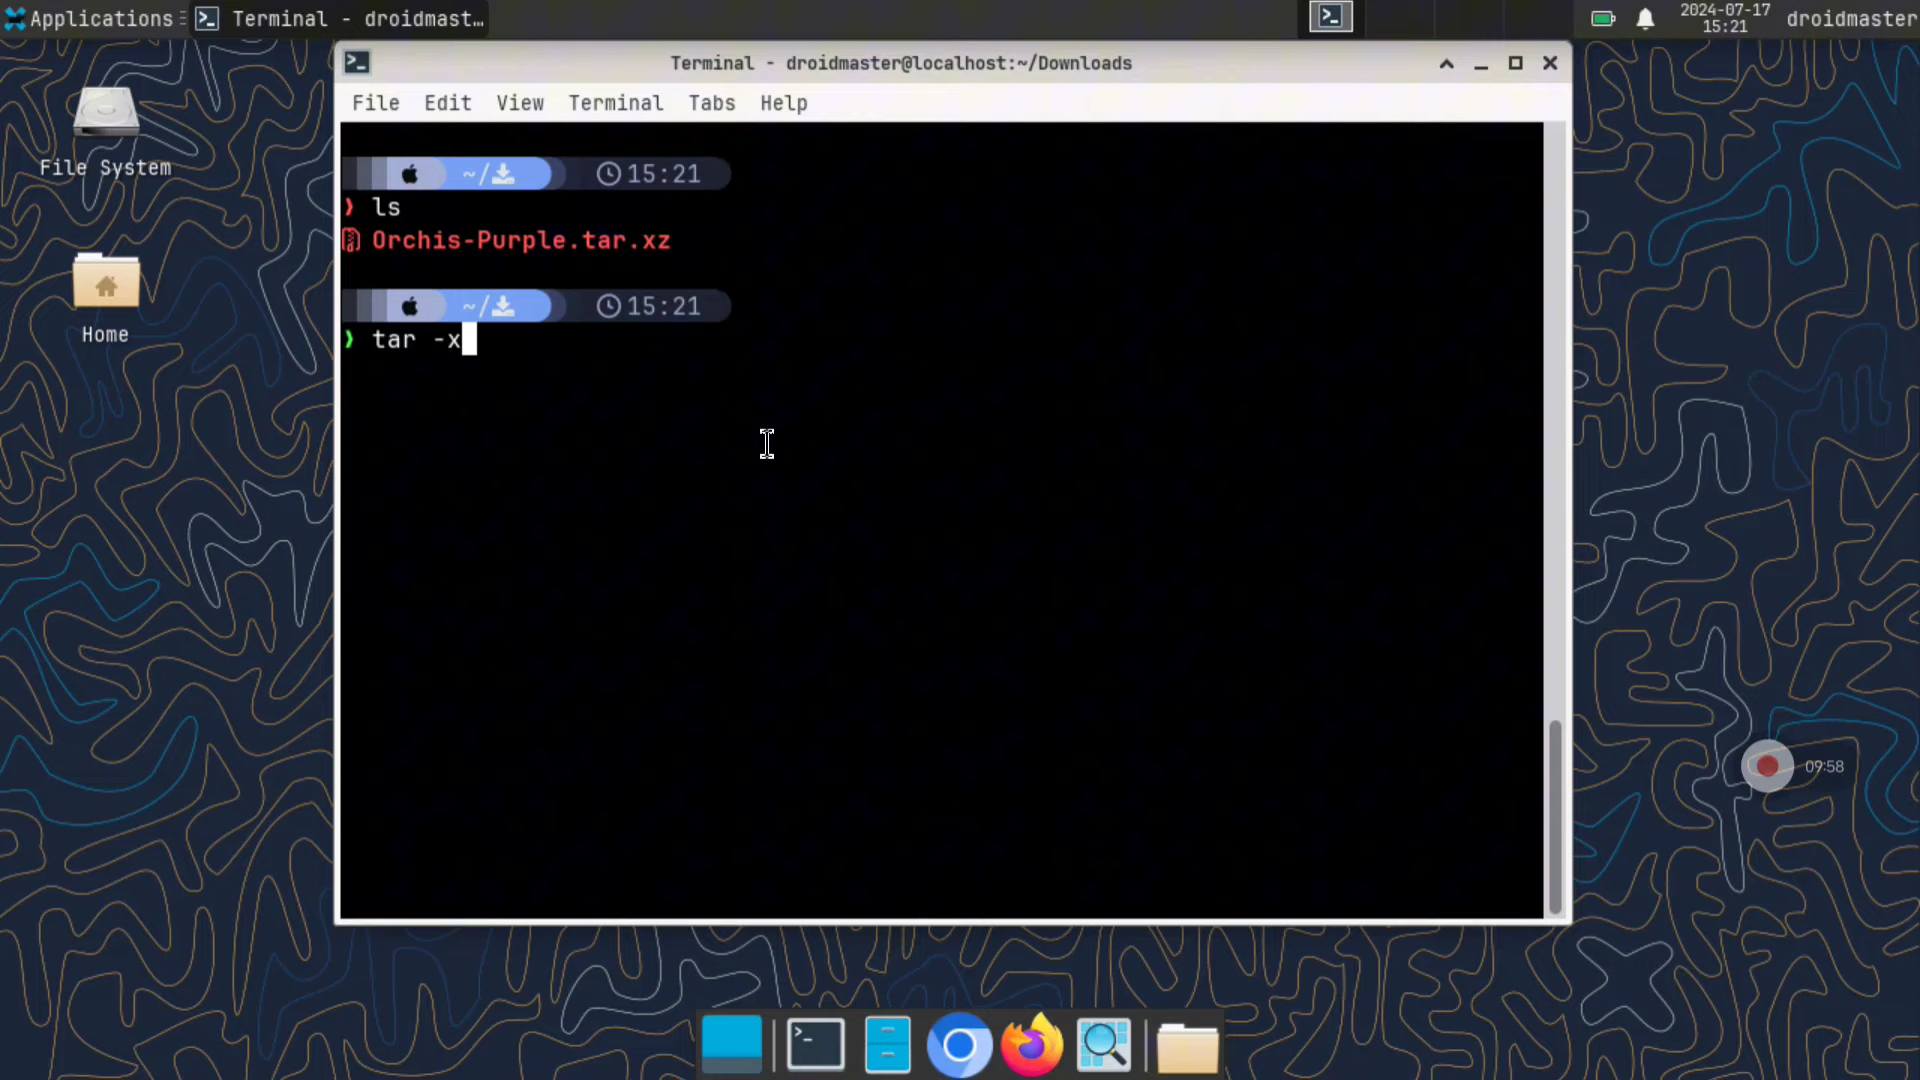 Applications
Terminal - droidmast…
2024-07-17
15:21
droidmaster
Terminal - droidmaster@localhost:~/Downloads
File Edit View Terminal Tabs Help
File System
Home
~/ 15:21
❯ ls
Orchis-Purple.tar.xz
~/ 15:21
❯ tar -x
09:58